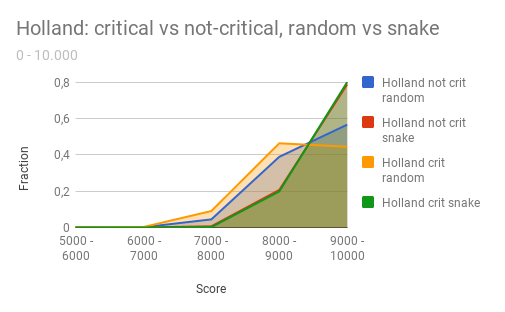 Holland: critical vs not-critical, random vs snake
0 - 10.000
0,8
0,6
0,4
0,2
0
Fraction
5000 -
6000
6000 -
7000
7000 -
8000
8000 -
9000
9000 -
10000
Score
Holland not crit
random
Holland not crit
snake
Holland crit
random
Holland crit snake